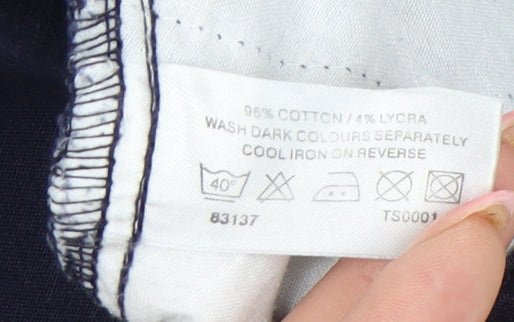 96% COTTON / 4% LYCRA
WASH DARK COLOURS SEPARATELY
COOL IRON ON REVERSE
40°
83137 TS0001